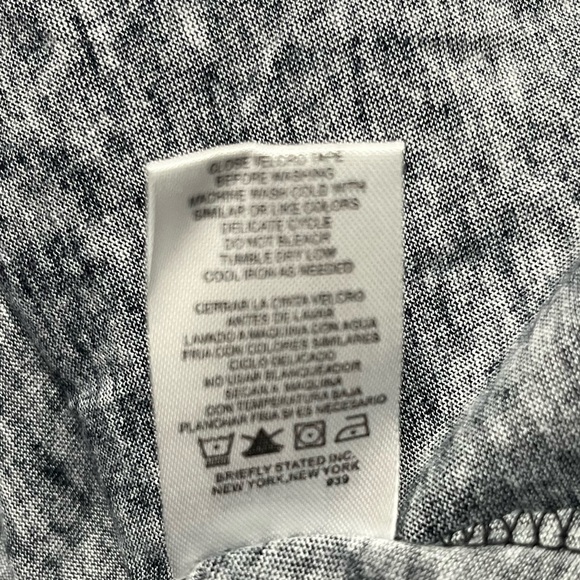 CLOSE VELCRO TAPE
BEFORE WASHING
MACHINE WASH COLD WITH
SIMILAR OR LIKE COLORS
DELICATE CYCLE
DO NOT BLEACH
TUMBLE DRY LOW
COOL IRON AS NEEDED
CERRAR LA CINTA VELCRO
ANTES DE LAVAR
LAVADO A MAQUINA CON AGUA
FRIA CON COLORES SIMILARES
CICLO DELICADO
NO USAR BLANQUEADOR
SECAR A MAQUINA
CON TEMPERATURA BAJA
PLANCHAR FRIA SI ES NECESARIO
BRIEFLY STATED INC.
NEW YORK, NEW YORK
#39